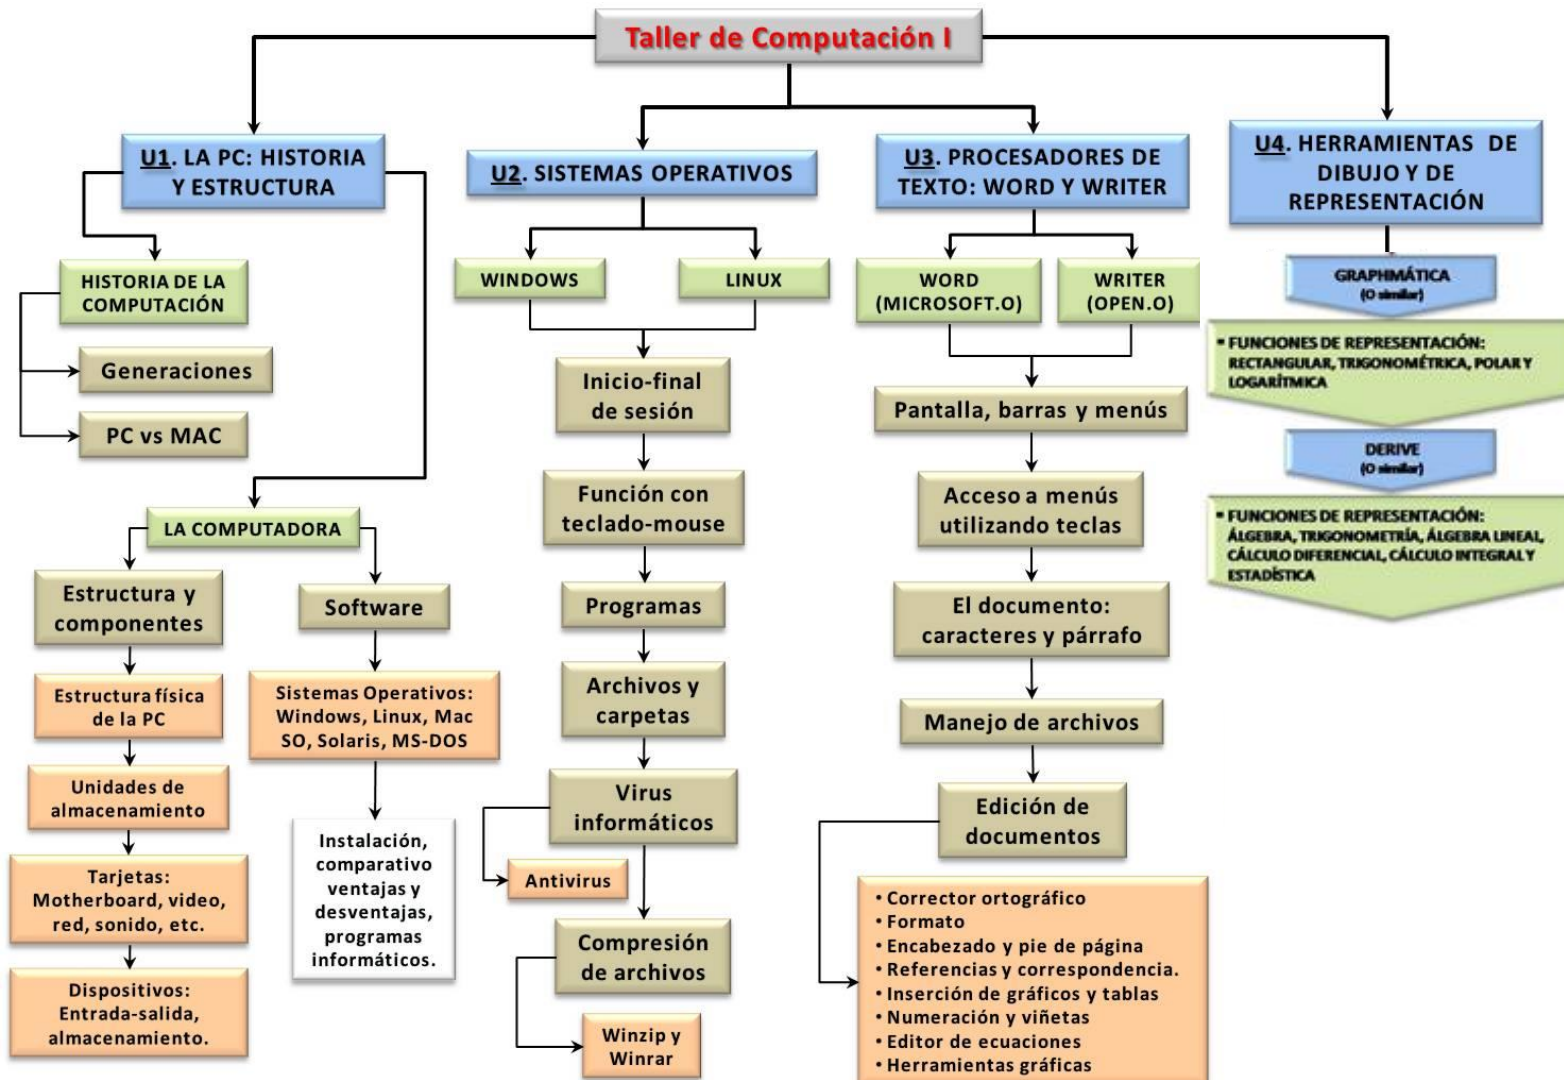 Taller de Computación I
U1. LA PC: HISTORIA
Y ESTRUCTURA
HISTORIA DE LA
COMPUTACIÓN
Generaciones
PC vs MAC
LA COMPUTADORA
Estructura y
componentes
Estructura física
de la PC
Unidades de
almacenamiento
Tarjetas:
Motherboard, video,
red, sonido, etc.
Dispositivos:
Entrada-salida,
almacenamiento.
Software
Sistemas Operativos:
Windows, Linux, Mac
SO, Solaris, MS-DOS
Instalación,
comparativo
ventajas y
desventajas,
programas
informáticos.
U2. SISTEMAS OPERATIVOS
WINDOWS
LINUX
Inicio-final
de sesión
Función con
teclado-mouse
Programas
Archivos y
carpetas
Virus
informáticos
Antivirus
Compresión
de archivos
Winzip y
Winrar
U3. PROCESADORES DE
TEXTO: WORD Y WRITER
WORD
(MICROSOFT.O)
WRITER
(OPEN.O)
Pantalla, barras y menús
Acceso a menús
utilizando teclas
El documento:
caracteres y párrafo
Manejo de archivos
Edición de
documentos
• Corrector ortográfico
• Formato
• Encabezado y pie de página
• Referencias y correspondencia.
• Inserción de gráficos y tablas
• Numeración y viñetas
• Editor de ecuaciones
• Herramientas gráficas
U4. HERRAMIENTAS DE
DIBUJO Y DE
REPRESENTACIÓN
GRAPHMÁTICA
(O similar)
▪ FUNCIONES DE REPRESENTACIÓN:
RECTANGULAR, TRIGONOMÉTRICA, POLAR Y
LOGARÍTMICA
DERIVE
(O similar)
▪ FUNCIONES DE REPRESENTACIÓN:
ÁLGEBRA, TRIGONOMETRÍA, ÁLGEBRA LINEAL,
CÁLCULO DIFERENCIAL, CÁLCULO INTEGRAL Y
ESTADÍSTICA